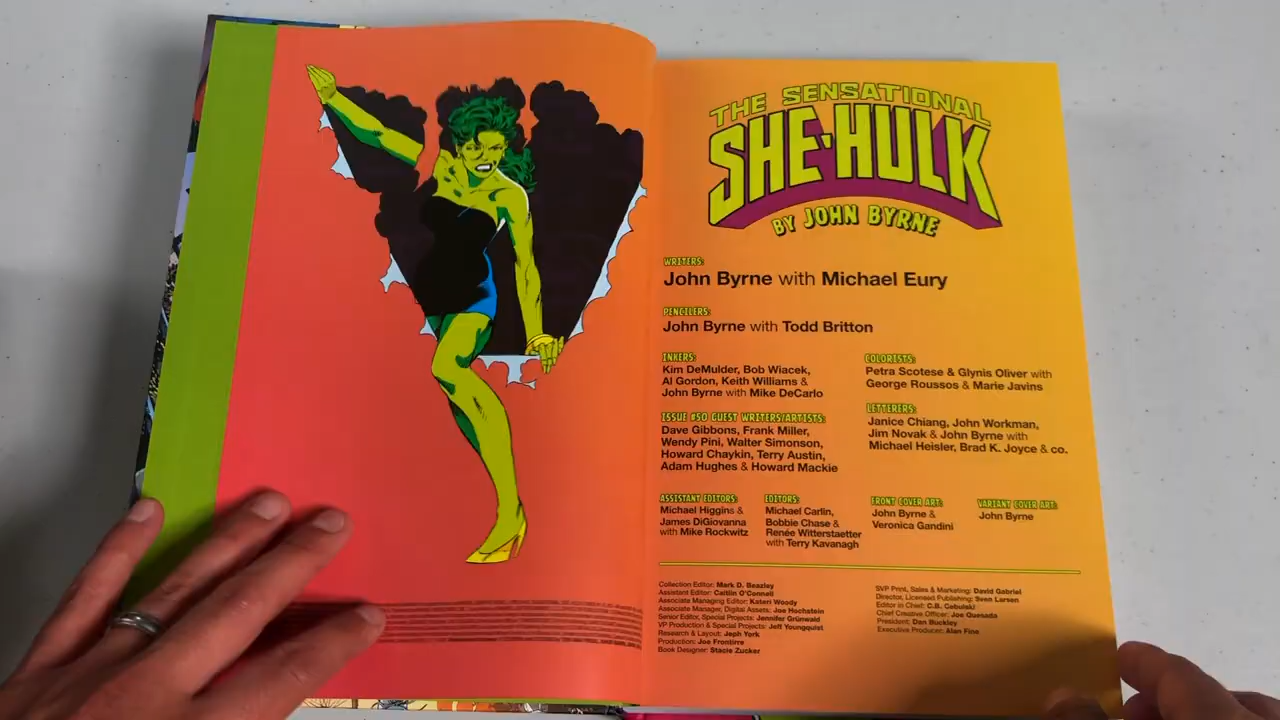 THE SENSATIONAL
SHE-HULK
BY JOHN BYRNE
WRITERS:
John Byrne with Michael Eury
PENCILERS:
John Byrne with Todd Britton
INKERS:
Kim DeMulder, Bob Wiacek,
Al Gordon, Keith Williams &
John Byrne with Mike DeCarlo
COLORISTS:
Petra Scotese & Glynis Oliver with
George Roussos & Marie Javins
ISSUE #50 GUEST WRITERS/ARTISTS:
Dave Gibbons, Frank Miller,
Wendy Pini, Walter Simonson,
Howard Chaykin, Terry Austin,
Adam Hughes & Howard Mackie
LETTERERS:
Janice Chiang, John Workman,
Jim Novak & John Byrne with
Michael Heisler, Brad K. Joyce & co.
ASSISTANT EDITORS:
Michael Higgins &
James DiGiovanna
with Mike Rockwitz
EDITORS:
Michael Carlin,
Bobbie Chase &
Renée Witterstaetter
with Terry Kavanagh
FRONT COVER ART:
John Byrne &
Veronica Gandini
VARIANT COVER ART:
John Byrne
Collection Editor: Mark D. Beazley
Assistant Editor: Caitlin O'Connell
Associate Managing Editor: Kateri Woody
Associate Manager, Digital Assets: Joe Hochstein
Senior Editor, Special Projects: Jennifer Grünwald
VP Production & Special Projects: Jeff Youngquist
Research & Layout: Jeph York
Production: Joe Frontirre
Book Designer: Stacie Zucker
SVP Print, Sales & Marketing: David Gabriel
Director, Licensed Publishing: Sven Larsen
Editor in Chief: C.B. Cebulski
Chief Creative Officer: Joe Quesada
President: Dan Buckley
Executive Producer: Alan Fine